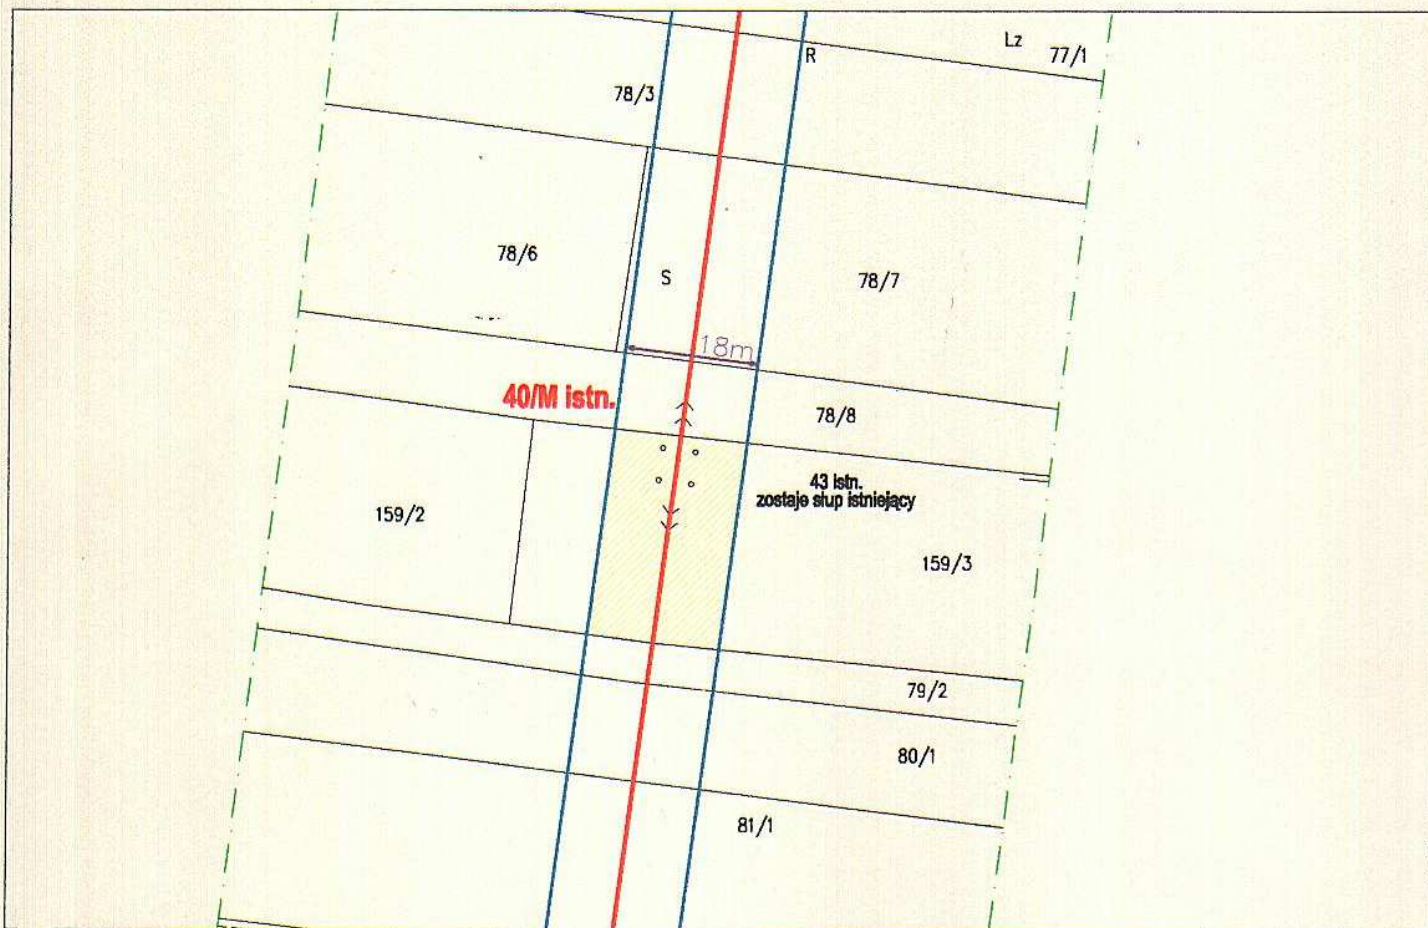 Lz
77/1
R
78/3
78/6
S
78/7
18m
40/M istn.
78/8
43 istn.
zostaje słup istniejący
159/2
159/3
79/2
80/1
81/1